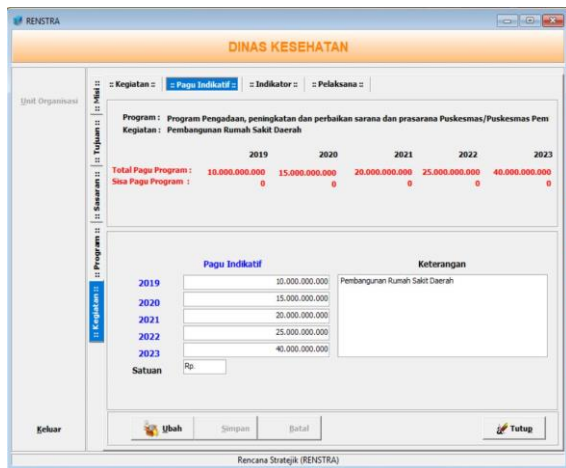 RENSTRA
DINAS KESEHATAN
Unit Organisasi
:: Misi ::
:: Tujuan ::
:: Sasaran ::
:: Program ::
:: Kegiatan ::
:: Kegiatan :: :: Pagu Indikatif :: :: Indikator :: :: Pelaksana ::
Program : Program Pengadaan, peningkatan dan perbaikan sarana dan prasarana Puskesmas/Puskesmas Pem
Kegiatan : Pembangunan Rumah Sakit Daerah
2019 2020 2021 2022 2023
Total Pagu Program : 10.000.000.000 15.000.000.000 20.000.000.000 25.000.000.000 40.000.000.000
Sisa Pagu Program : 0 0 0 0 0
Pagu Indikatif Keterangan
2019 10.000.000.000 Pembangunan Rumah Sakit Daerah
2020 15.000.000.000
2021 20.000.000.000
2022 25.000.000.000
2023 40.000.000.000
Satuan Rp.
Keluar Ubah Simpan Batal Tutup
Rencana Stratejik (RENSTRA)